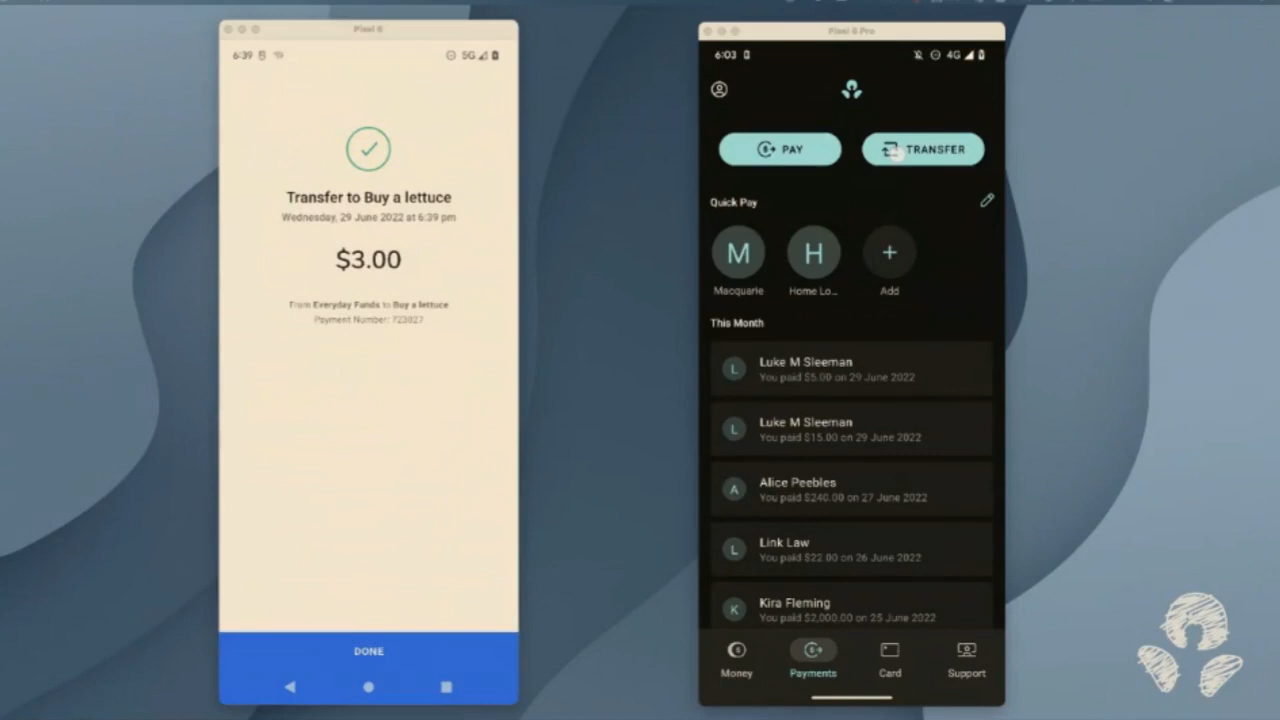 Pixel 6
6:39
5G
Transfer to Buy a lettuce
Wednesday, 29 June 2022 at 6:39 pm
$3.00
From Everyday Funds to Buy a lettuce
Payment Number: 723027
DONE
Pixel 6 Pro
6:03
4G
PAY
TRANSFER
Quick Pay
M
H
+
Macquarie
Home Lo...
Add
This Month
L
Luke M Sleeman
You paid $5.00 on 29 June 2022
L
Luke M Sleeman
You paid $15.00 on 29 June 2022
A
Alice Peebles
You paid $240.00 on 27 June 2022
L
Link Law
You paid $22.00 on 26 June 2022
K
Kira Fleming
You paid $2,000.00 on 25 June 2022
Money
Payments
Card
Support